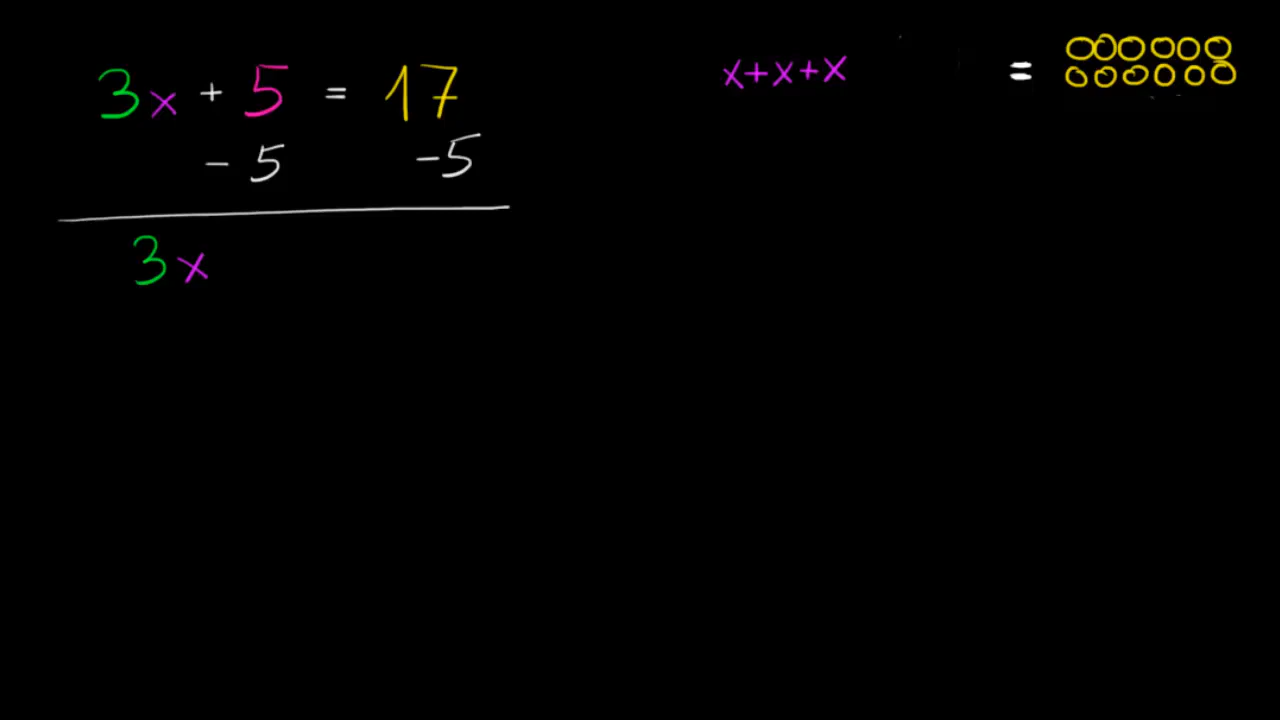 3x + 5 = 17
- 5 -5
3x
x+x+x =